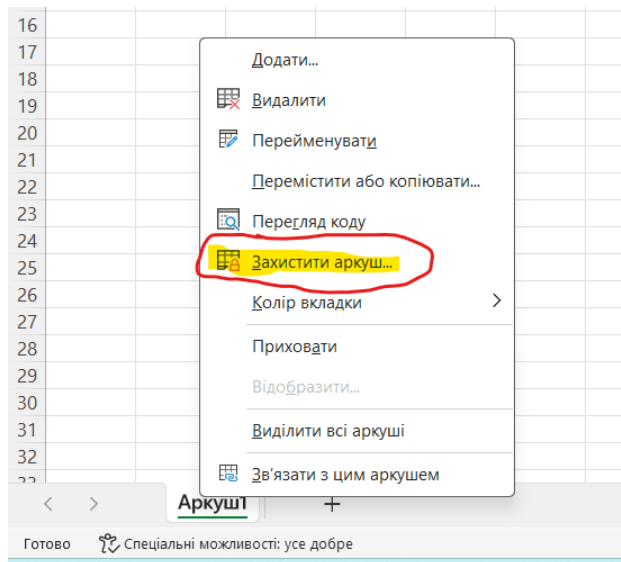 16
17
18
19
20
21
22
23
24
25
26
27
28
29
30
31
32
Додати...
Видалити
Перейменувати
Перемістити або копіювати...
Перегляд коду
Захистити аркуш...
Колір вкладки
Приховати
Відобразити...
Виділити всі аркуші
Зв’язати з цим аркушем
Аркуш1
Готово
Спеціальні можливості: усе добре